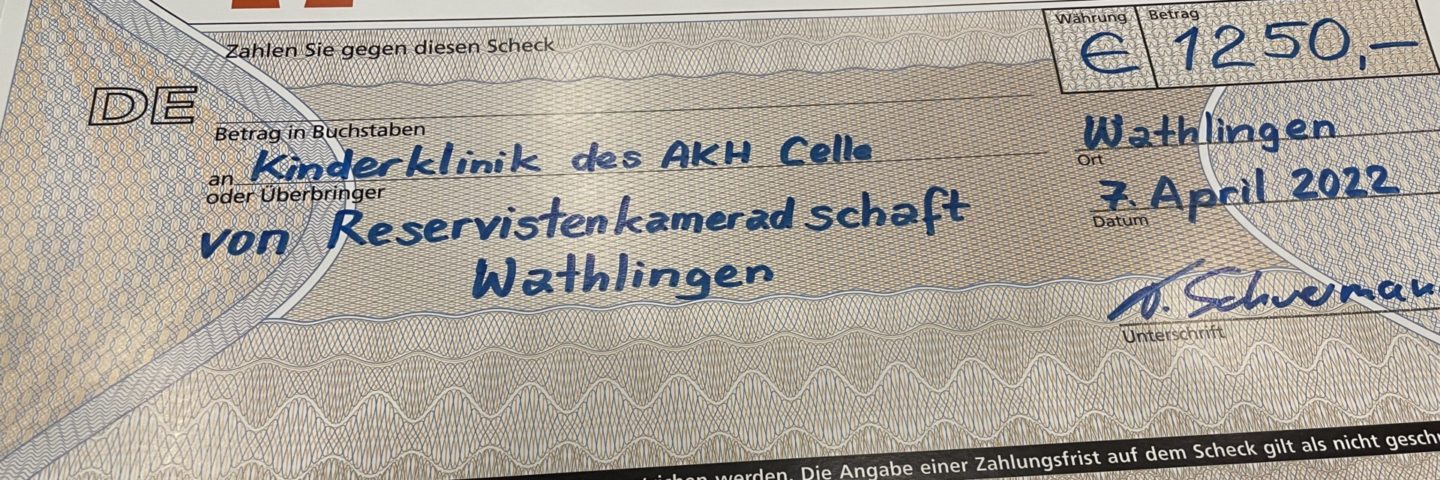 Zahlen Sie gegen diesen Scheck
Währung Betrag
€ 1250,—
DE
Betrag in Buchstaben
an Kinderklinik des AKH Celle
oder Überbringer
von Reservistenkameradschaft
Wathlingen
Wathlingen
Ort
7. April 2022
Datum
Unterschrift
werden. Die Angabe einer Zahlungsfrist auf dem Scheck gilt als nicht